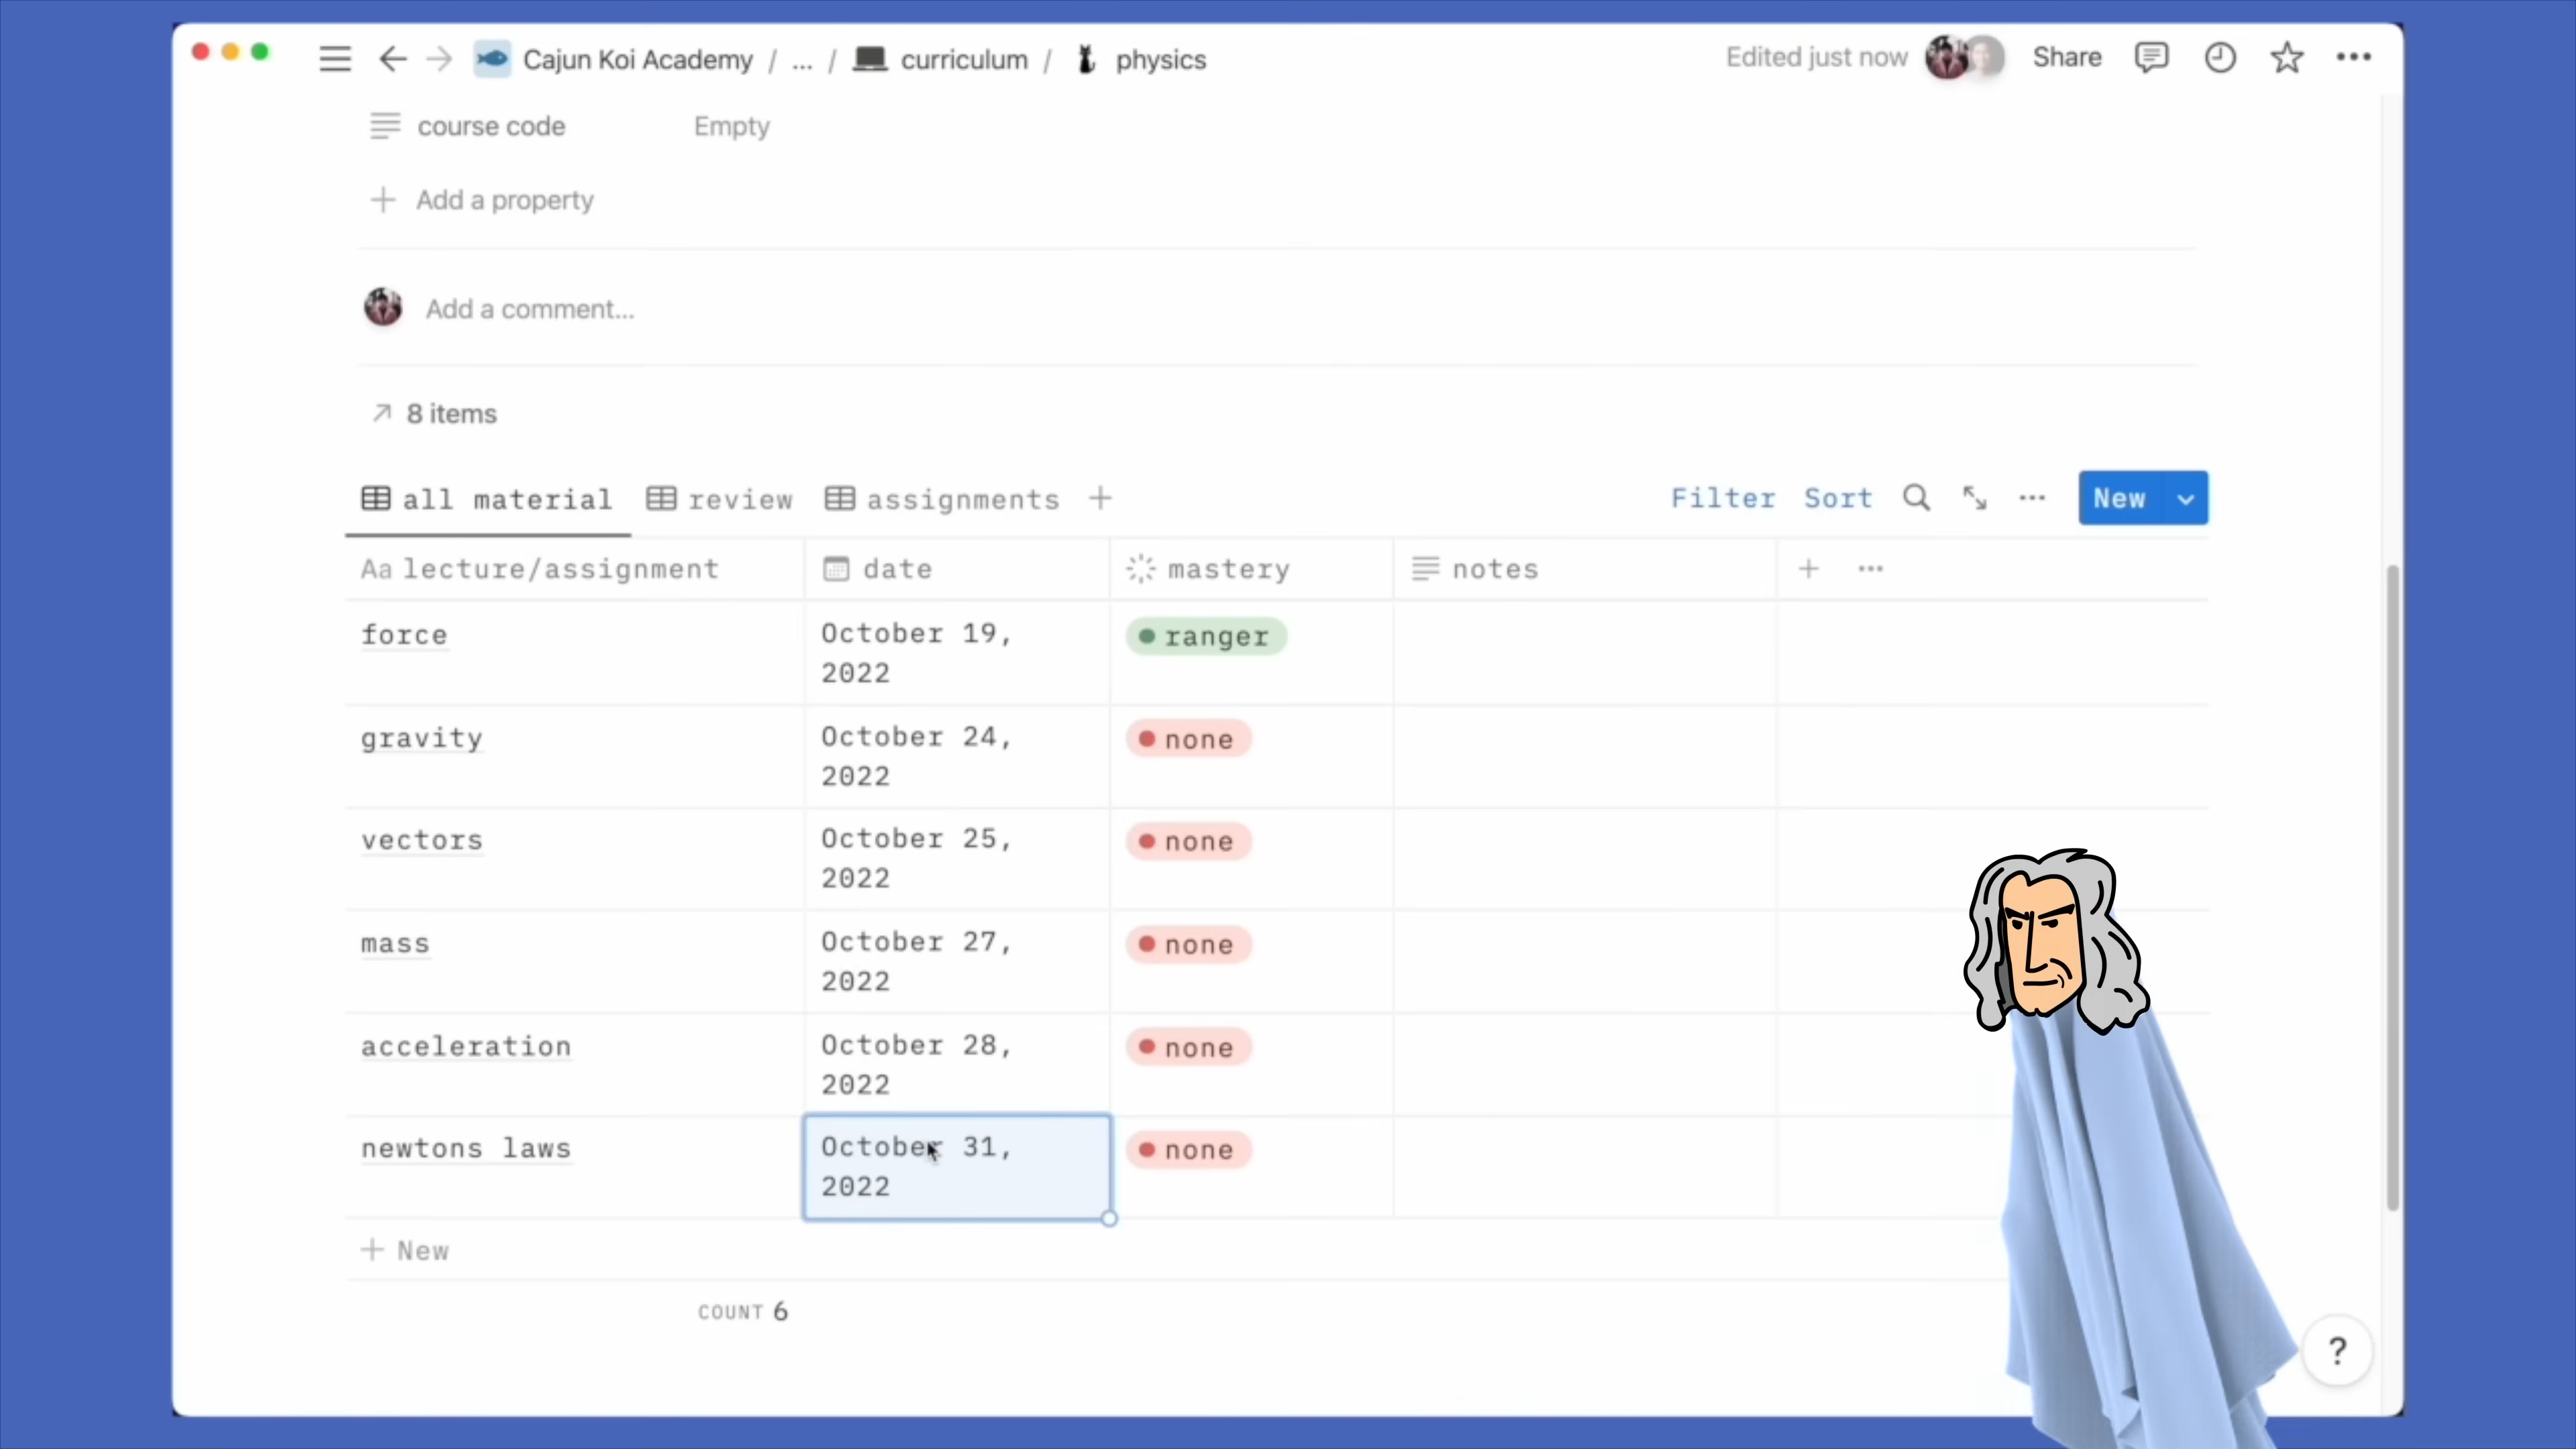 Cajun Koi Academy / ... / curriculum / physics
Edited just now
Share
course code
Empty
Add a property
Add a comment...
8 items
all material
review
assignments
Filter
Sort
New
Aa lecture/assignment
date
mastery
notes
force
October 19,
2022
ranger
gravity
October 24,
2022
none
vectors
October 25,
2022
none
mass
October 27,
2022
none
acceleration
October 28,
2022
none
newtons laws
October 31,
2022
none
+ New
COUNT 6
?